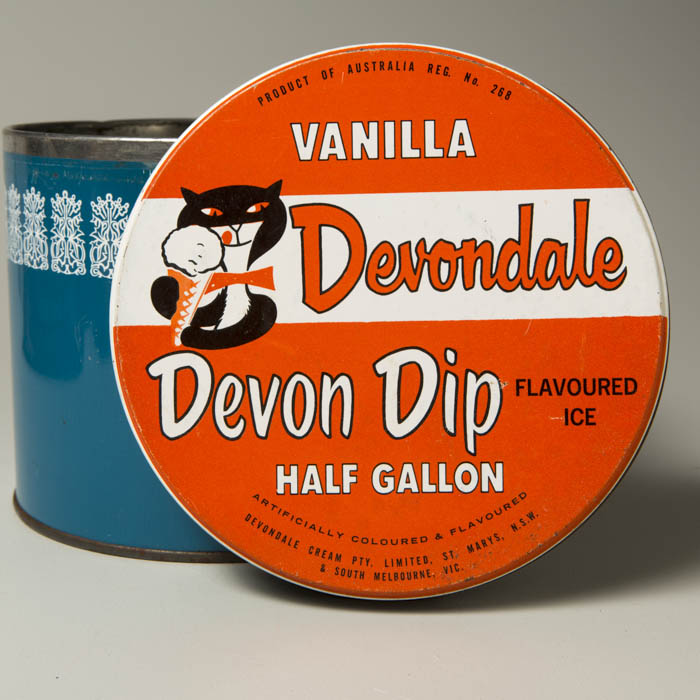 PRODUCT OF AUSTRALIA REG. No. 268
VANILLA
Devondale
Devon Dip
FLAVOURED
ICE
HALF GALLON
ARTIFICIALLY COLOURED & FLAVOURED
DEVONDALE CREAM PTY. LIMITED, ST. MARYS, N.S.W.
& SOUTH MELBOURNE, VIC.